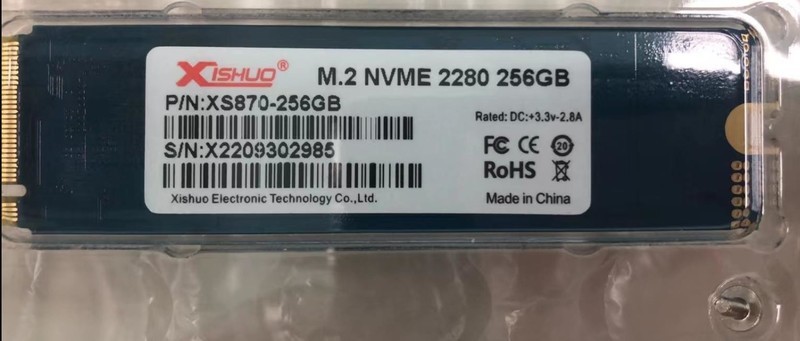 XISHUO®
M.2 NVME 2280 256GB
P/N:XS870-256GB
Rated: DC:+3.3v-2.8A
S/N:X2209302985
FC CE 20
RoHS
Xishuo Electronic Technology Co.,Ltd.
Made in China